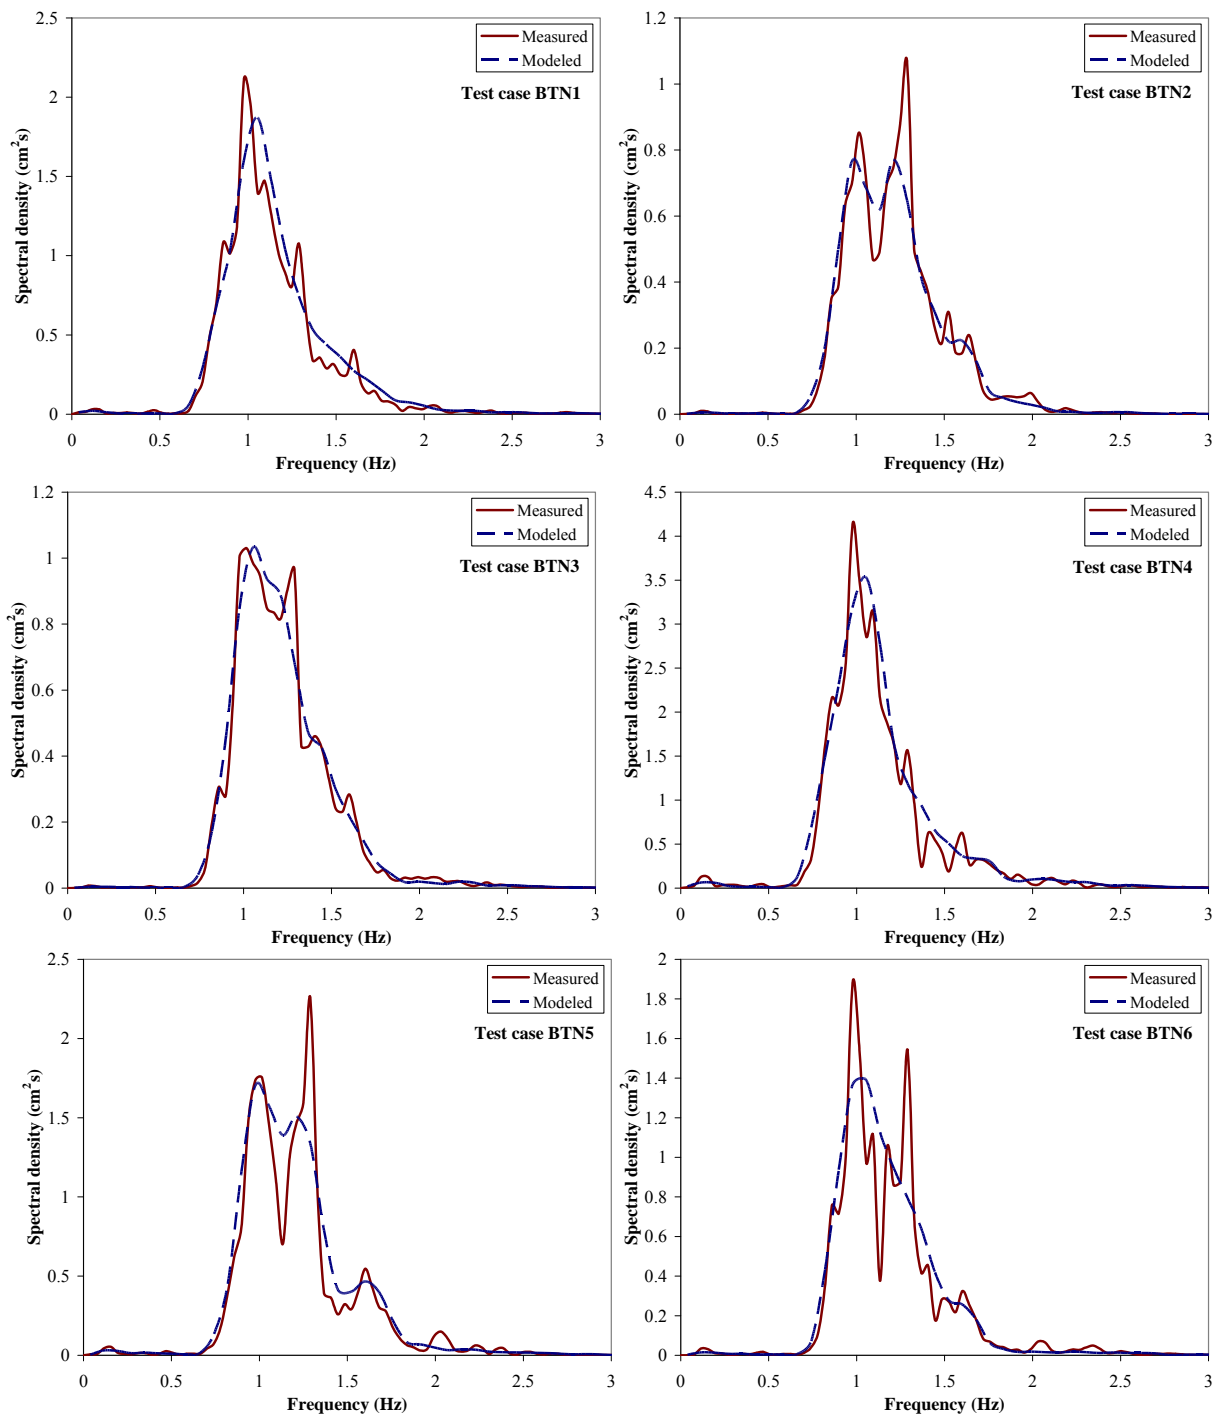 2.5
2
1.5
1
0.5
0
Spectral density (cm²s)
Measured
Modeled
Test case BTN1
0 0.5 1 1.5 2 2.5 3
Frequency (Hz)
1.2
1
0.8
0.6
0.4
0.2
0
Spectral density (cm²s)
Measured
Modeled
Test case BTN2
0 0.5 1 1.5 2 2.5 3
Frequency (Hz)
1.2
1
0.8
0.6
0.4
0.2
0
Spectral density (cm²s)
Measured
Modeled
Test case BTN3
0 0.5 1 1.5 2 2.5 3
Frequency (Hz)
4.5
4
3.5
3
2.5
2
1.5
1
0.5
0
Spectral density (cm²s)
Measured
Modeled
Test case BTN4
0 0.5 1 1.5 2 2.5 3
Frequency (Hz)
2.5
2
1.5
1
0.5
0
Spectral density (cm²s)
Measured
Modeled
Test case BTN5
0 0.5 1 1.5 2 2.5 3
Frequency (Hz)
2
1.8
1.6
1.4
1.2
1
0.8
0.6
0.4
0.2
0
Spectral density (cm²s)
Measured
Modeled
Test case BTN6
0 0.5 1 1.5 2 2.5 3
Frequency (Hz)